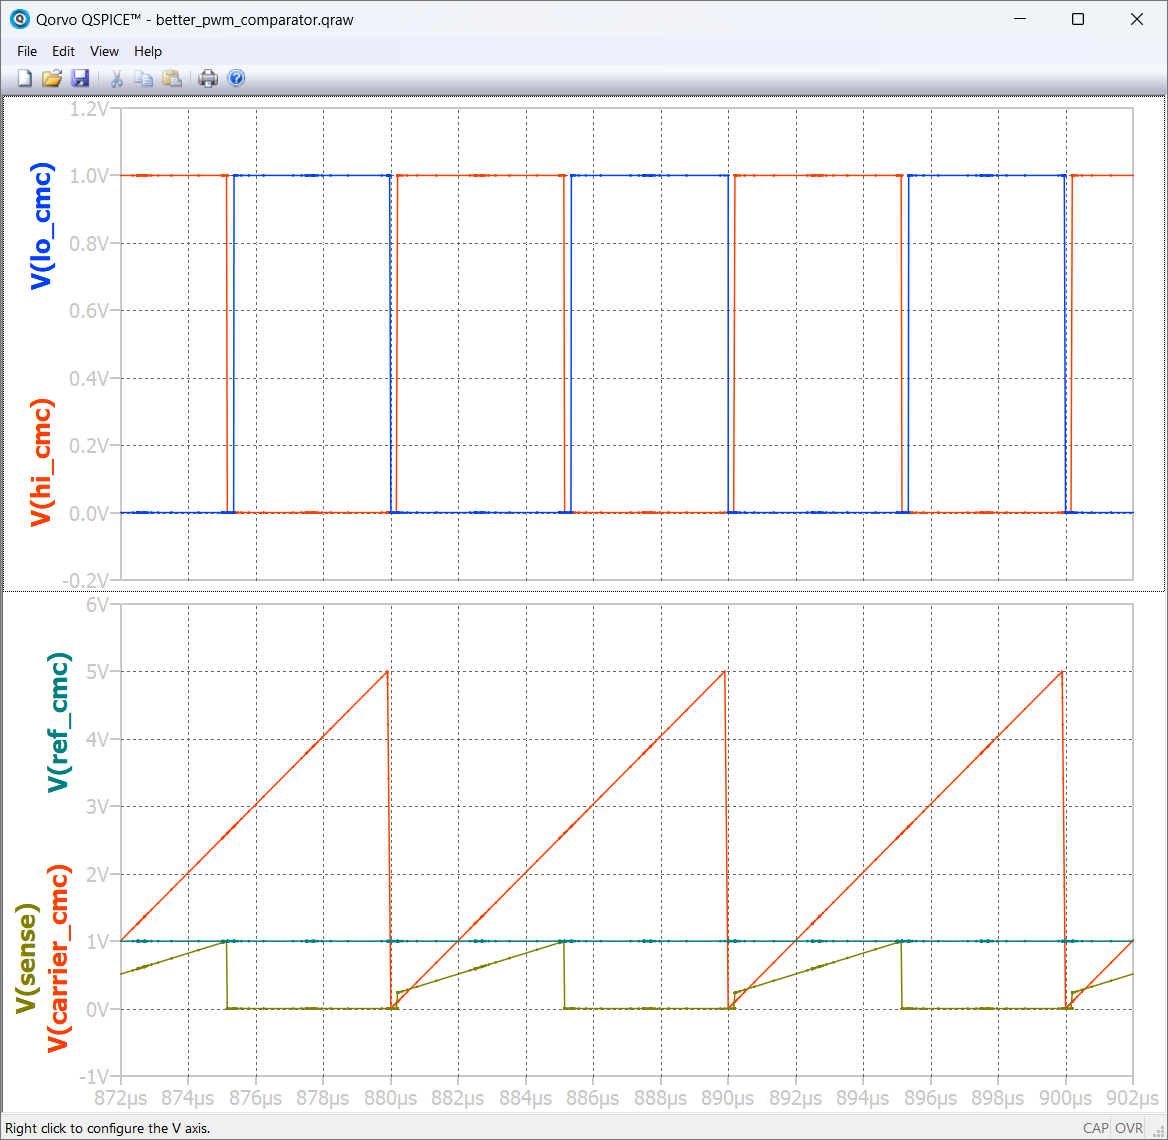 Qorvo QSPICE™ - better_pwm_comparator.qraw
File Edit View Help
V(lo_cmc)
V(hi_cmc)
1.2V
1.0V
0.8V
0.6V
0.4V
0.2V
0.0V
-0.2V
V(ref_cmc)
V(carrier_cmc)
V(sense)
6V
5V
4V
3V
2V
1V
0V
-1V
872µs 874µs 876µs 878µs 880µs 882µs 884µs 886µs 888µs 890µs 892µs 894µs 896µs 898µs 900µs 902µs
Right click to configure the V axis. CAP OVR